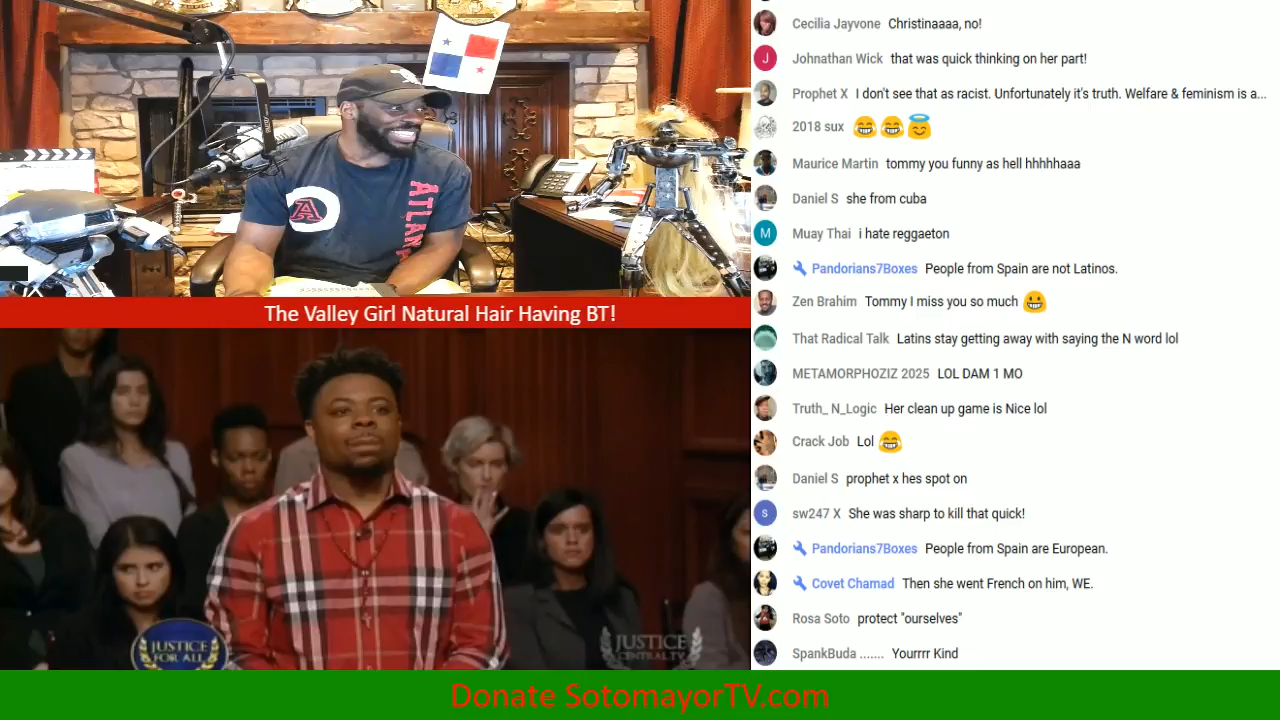 ATLANTA
A
The Valley Girl Natural Hair Having BT!
JUSTICE
FOR ALL
JUSTICE
CENTRAL.TV
Cecilia Jayvone Christinaaaa, no!
J Johnathan Wick that was quick thinking on her part!
Prophet X I don't see that as racist. Unfortunately it's truth. Welfare & feminism is a...
2018 sux 😂😂😇
Maurice Martin tommy you funny as hell hhhhhaaa
Daniel S she from cuba
M Muay Thai i hate reggaeton
Pandorians7Boxes People from Spain are not Latinos.
Zen Brahim Tommy I miss you so much 😀
That Radical Talk Latins stay getting away with saying the N word lol
METAMORPHOZIZ 2025 LOL DAM 1 MO
Truth_ N_Logic Her clean up game is Nice lol
Crack Job Lol 😂
Daniel S prophet x hes spot on
s sw247 X She was sharp to kill that quick!
Pandorians7Boxes People from Spain are European.
Covet Chamad Then she went French on him, WE.
Rosa Soto protect "ourselves"
SpankBuda ....... Yourrrr Kind
Donate SotomayorTV.com